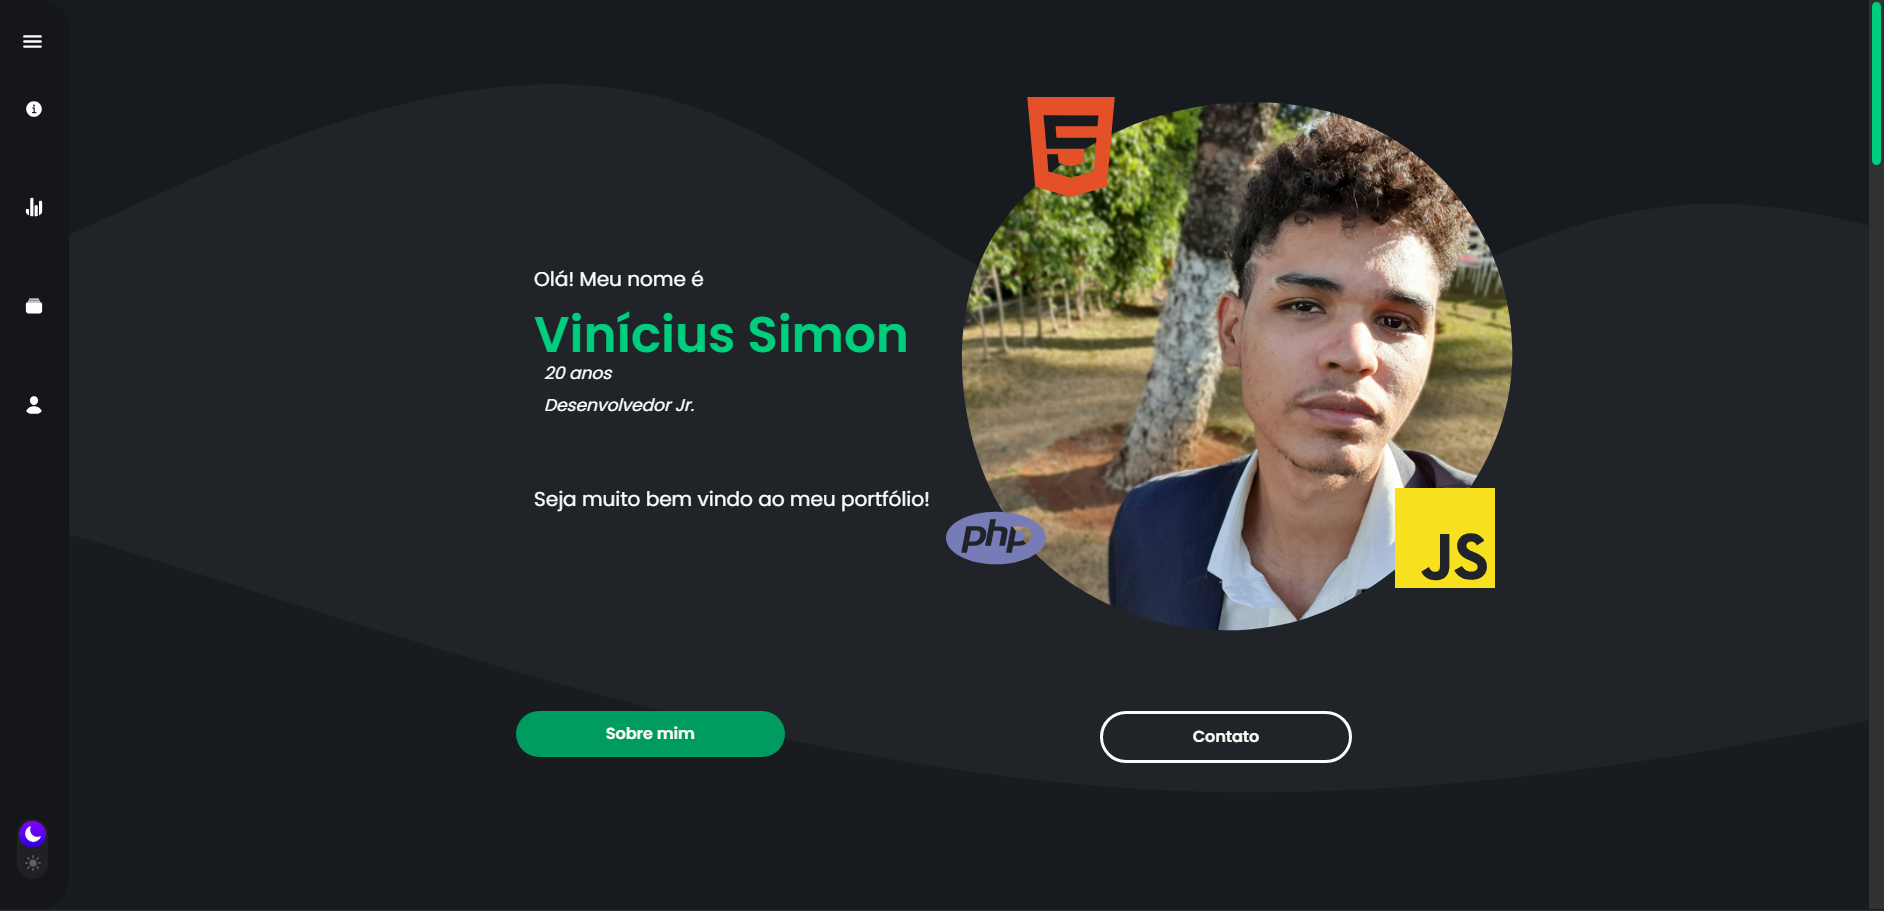 Olá! Meu nome é
Vinícius Simon
20 anos
Desenvolvedor Jr.
Seja muito bem vindo ao meu portfólio!
php
JS
Sobre mim
Contato